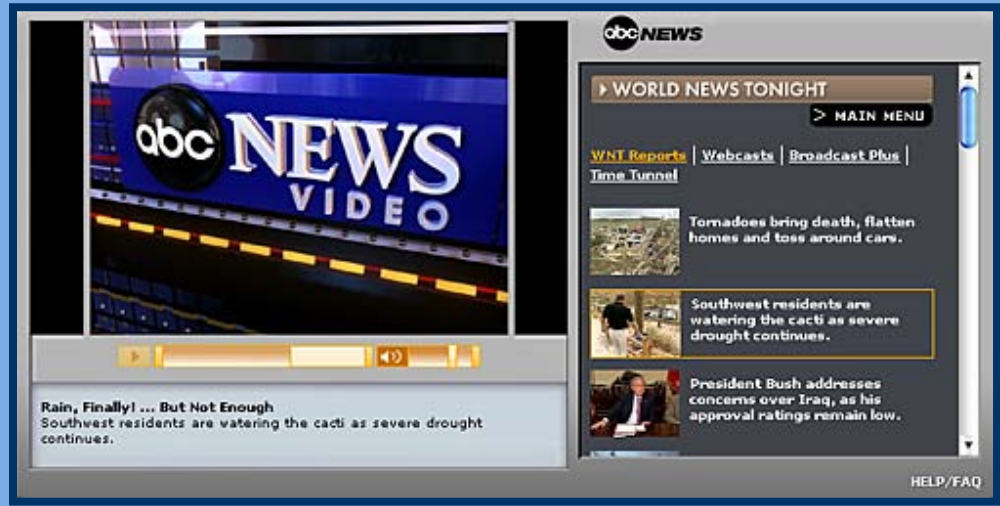 abc NEWS
VIDEO
Rain, Finally! ... But Not Enough
Southwest residents are watering the cacti as severe drought
continues.
abc NEWS
WORLD NEWS TONIGHT
> MAIN MENU
WNT Reports | Webcasts | Broadcast Plus |
Time Tunnel
Tornadoes bring death, flatten
homes and toss around cars.
Southwest residents are
watering the cacti as severe
drought continues.
President Bush addresses
concerns over Iraq, as his
approval ratings remain low.
HELP/FAQ